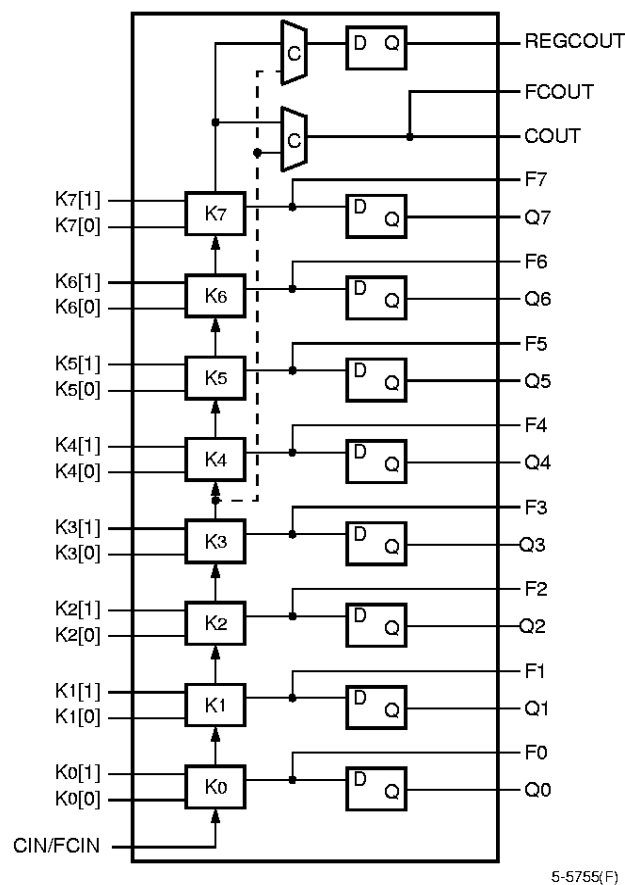 C D Q REGCOUT
FCOUT
C COUT
F7
K7[1] K7 D Q Q7
K7[0]
F6
K6[1] K6 D Q Q6
K6[0]
F5
K5[1] K5 D Q Q5
K5[0]
F4
K4[1] K4 D Q Q4
K4[0]
F3
K3[1] K3 D Q Q3
K3[0]
F2
K2[1] K2 D Q Q2
K2[0]
F1
K1[1] K1 D Q Q1
K1[0]
F0
K0[1] K0 D Q Q0
K0[0]
CIN/FCIN
5-5755(F)